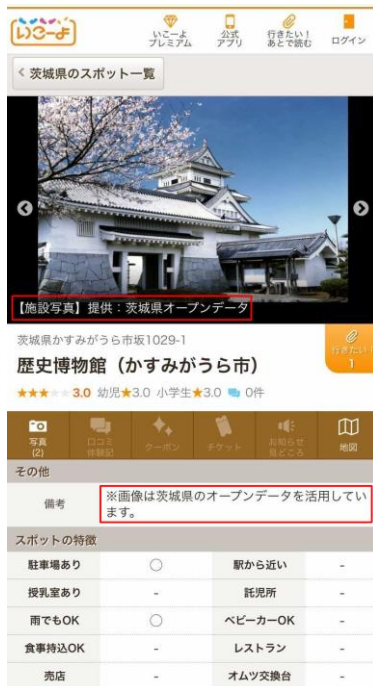 いこーよ
いこーよ
プレミアム
公式
アプリ
行きたい！
あとで読む
ログイン
茨城県のスポット一覧
【施設写真】提供：茨城県オープンデータ
茨城県かすみがうら市坂1029-1
歴史博物館（かすみがうら市）
行きたい！
1
★★★★★ 3.0 幼児★3.0 小学生★3.0 0件
写真
(2)
口コミ
体験記
クーポン
チケット
お知らせ
見どころ
地図
その他
備考
※画像は茨城県のオープンデータを活用してい
ます。
スポットの特徴
駐車場あり ○ 駅から近い -
授乳室あり - 託児所 -
雨でもOK ○ ベビーカーOK -
食事持込OK - レストラン -
売店 - オムツ交換台 -